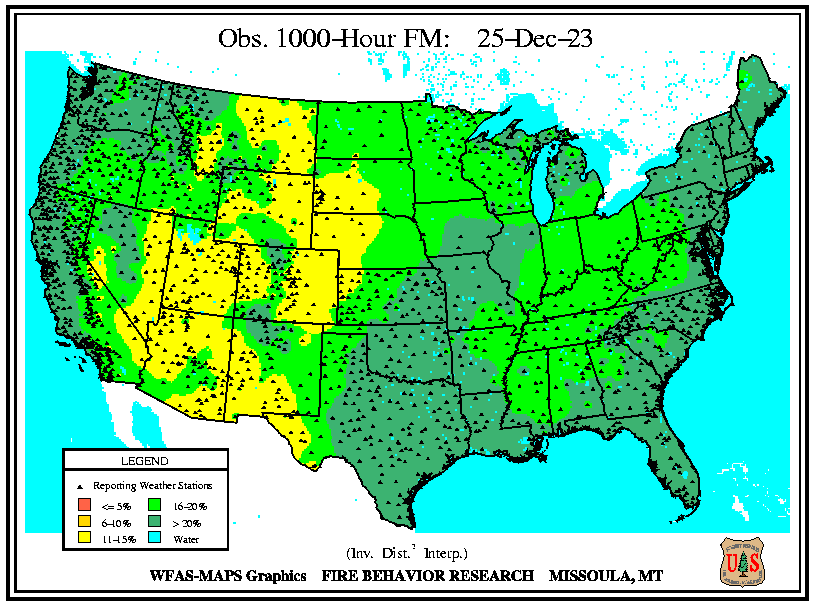 Obs. 1000-Hour FM: 25-Dec-23
LEGEND
Reporting Weather Stations
<= 5% 16-20%
6-10% > 20%
11-15% Water
(Inv. Dist.² Interp.)
WFAS-MAPS Graphics FIRE BEHAVIOR RESEARCH MISSOULA, MT
U S